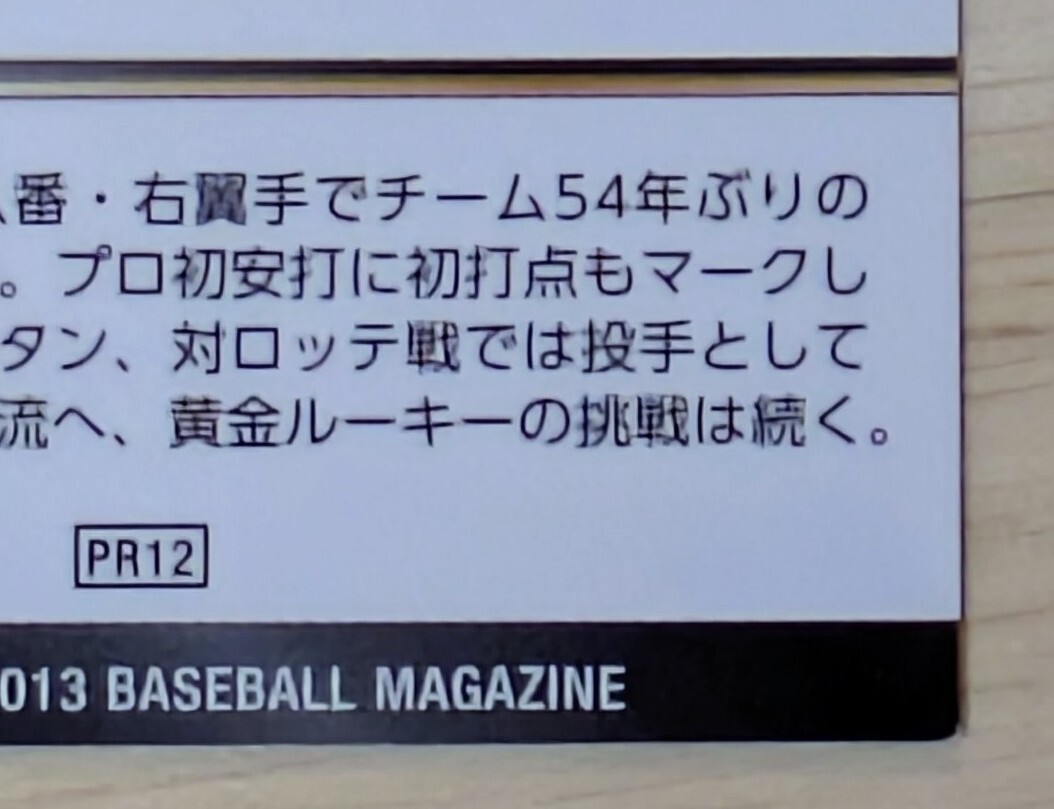 番・右翼手でチーム54年ぶりの
。プロ初安打に初打点もマークし
タン、対ロッテ戦では投手として
流へ、黄金ルーキーの挑戦は続く。
PR12
013 BASEBALL MAGAZINE